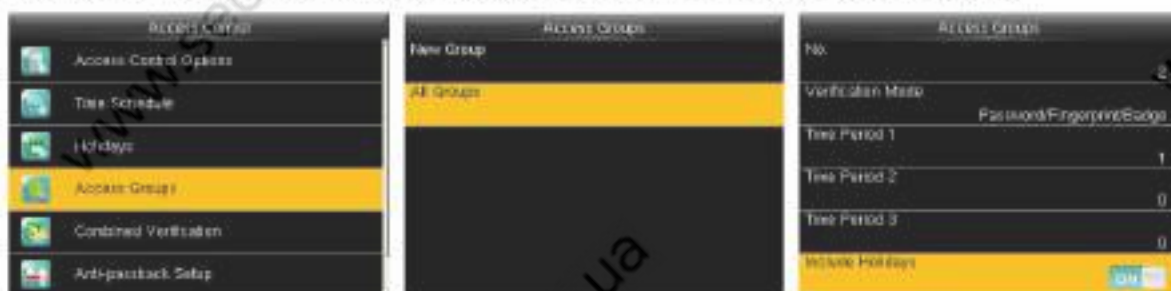 Access Control
Access Control Options
Time Schedule
Holidays
Access Groups
Combined Verification
Anti-passback Setup
Access Groups
New Group
All Groups
Access Groups
No.
2
Verification Mode
Password/Fingerprint/Badge
Time Period 1
1
Time Period 2
0
Time Period 3
0
Include Holidays
ON
ua